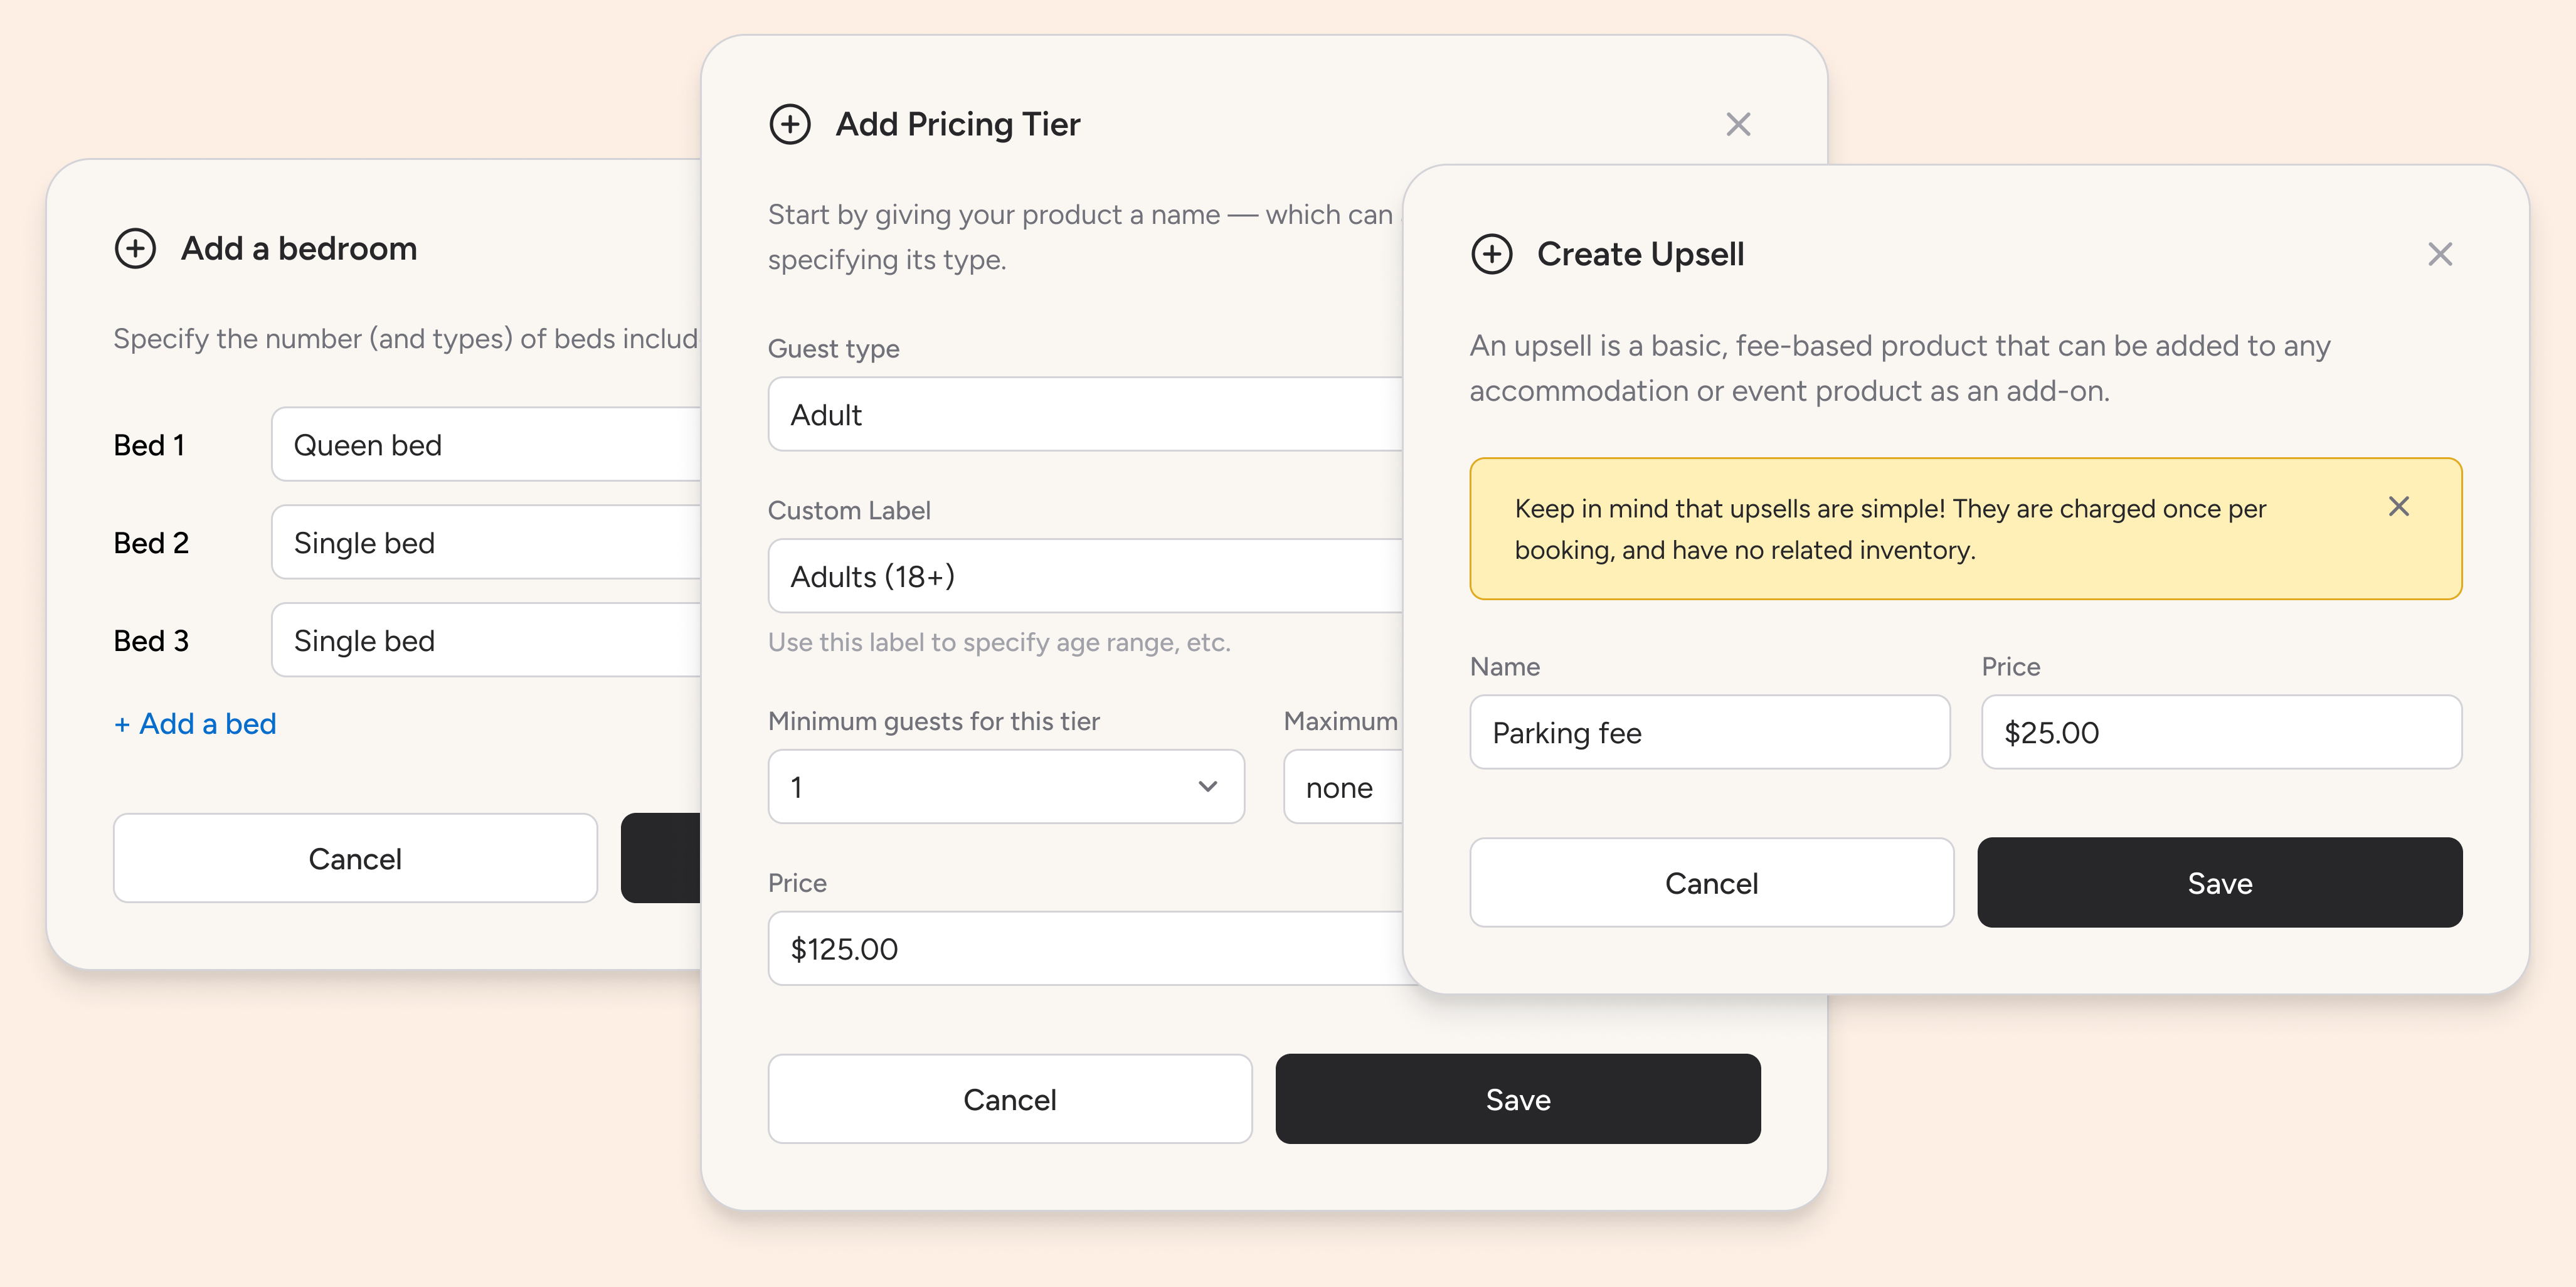 Add a bedroom
Specify the number (and types) of beds
Bed 1
Queen bed
Bed 2
Single bed
Bed 3
Single bed
+ Add a bed
Cancel
Add Pricing Tier
Start by giving your product a name — which can
specifying its type.
Guest type
Adult
Custom Label
Adults (18+)
Use this label to specify age range, etc.
Minimum guests for this tier
Maximum
1
none
Price
$125.00
Cancel
Save
Create Upsell
An upsell is a basic, fee-based product that can be added to any
accommodation or event product as an add-on.
Keep in mind that upsells are simple! They are charged once per
booking, and have no related inventory.
Name
Price
Parking fee
$25.00
Cancel
Save